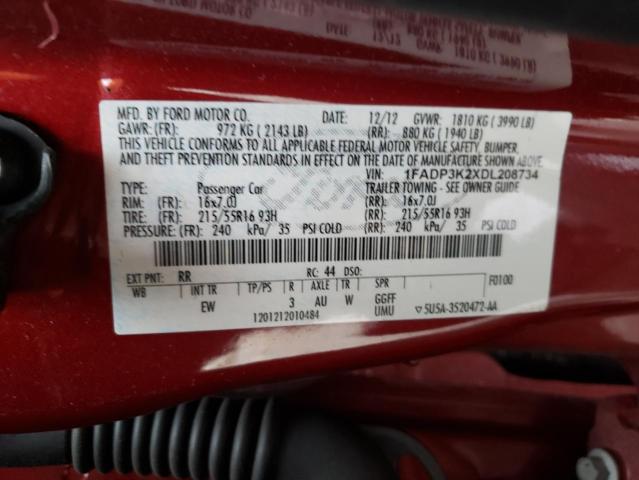 MFD. BY FORD MOTOR CO.
DATE: 12/12 GVWR: 1810 KG ( 3990 LB)
GAWR: (FR): 972 KG ( 2143 LB) (RR): 880 KG ( 1940 LB)
THIS VEHICLE CONFORMS TO ALL APPLICABLE FEDERAL MOTOR VEHICLE SAFETY, BUMPER,
AND THEFT PREVENTION STANDARDS IN EFFECT ON THE DATE OF MANUFACTURE SHOWN ABOVE.
VIN: 1FADP3K2XDL208734
TYPE: Passenger Car TRAILER TOWING - SEE OWNER GUIDE
RIM: (FR): 16x7.0J (RR): 16x7.0J
TIRE: (FR): 215/55R16 93H (RR): 215/55R16 93H
PRESSURE: (FR): 240 kPa/ 35 PSI COLD (RR): 240 kPa/ 35 PSI COLD
EXT PNT: RR RC: 44 DSO: F0100
WB INT TR TP/PS R AXLE TR SPR
EW 3 AU W GGFF
1201212010484 UMU ▽5U5A-3520472-AA